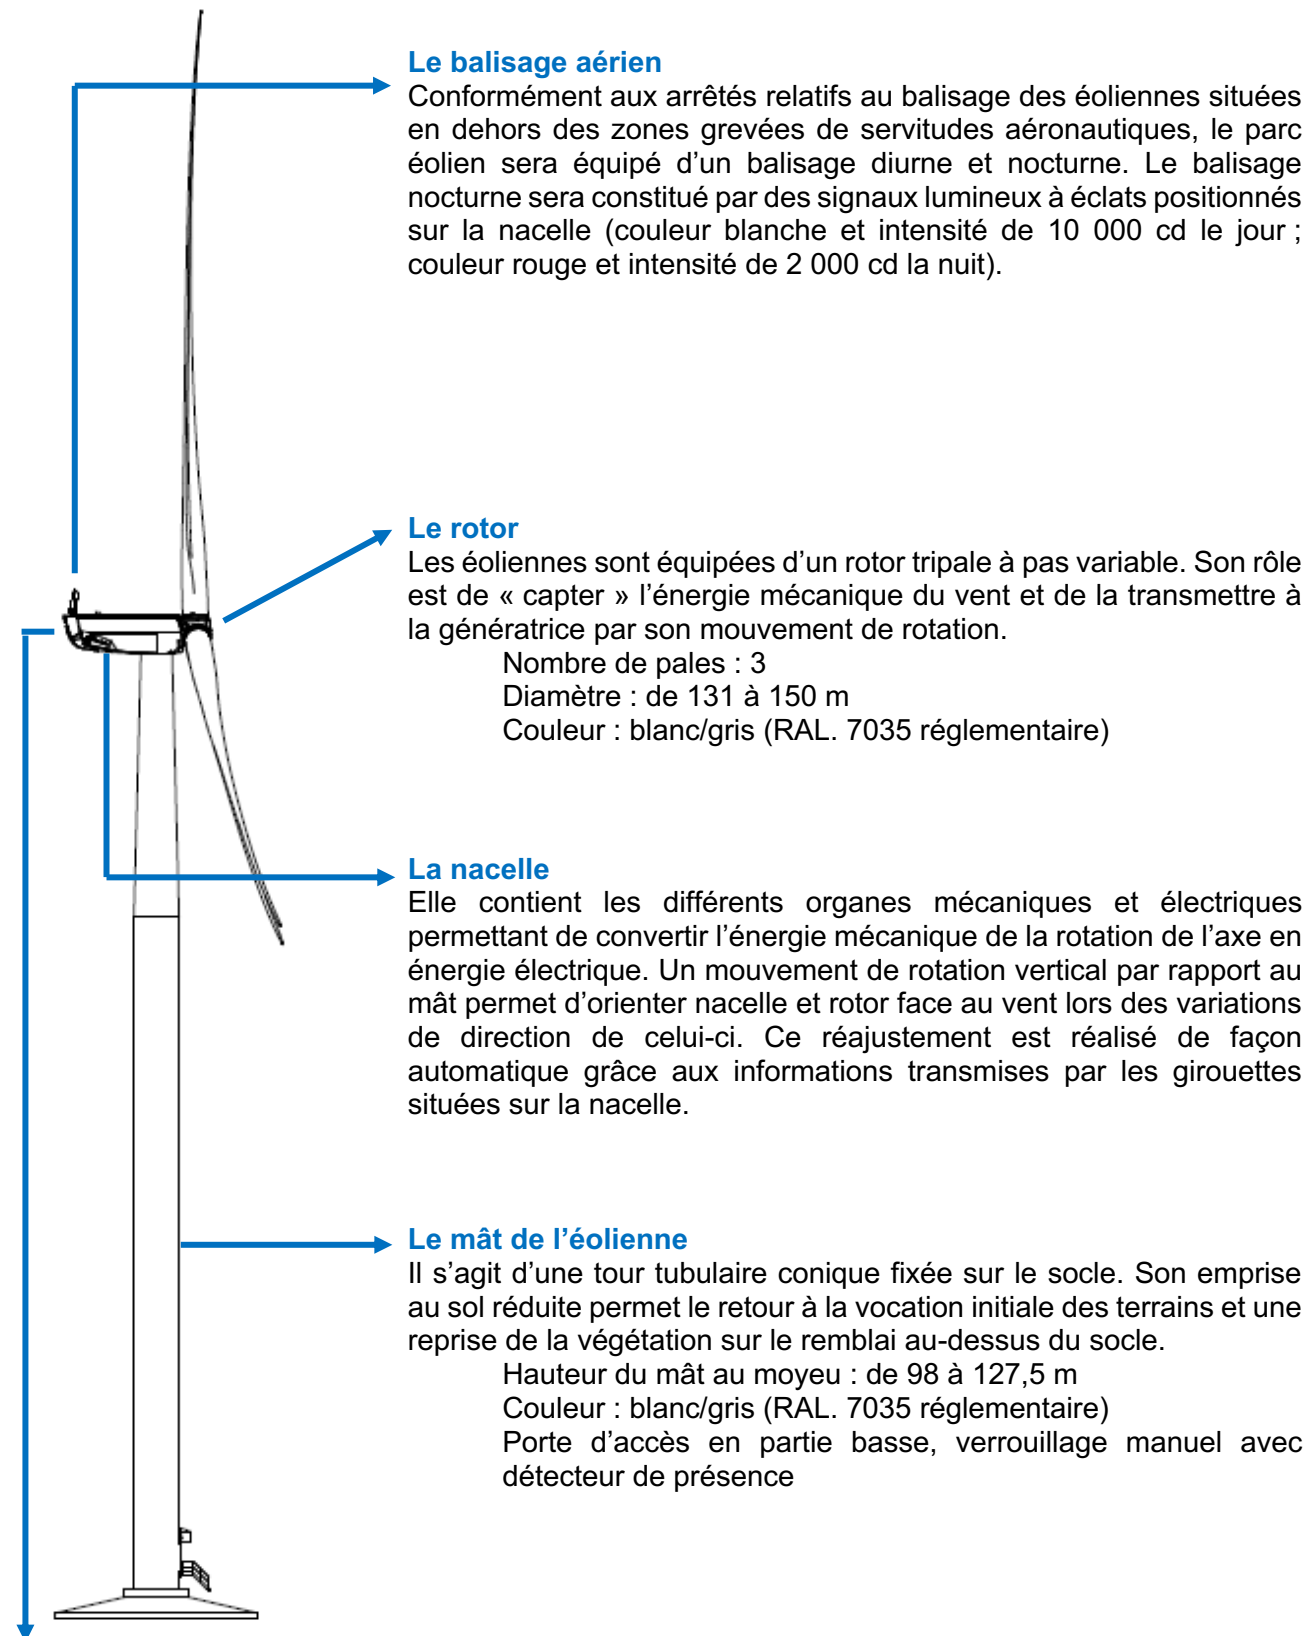 Le balisage aérien
Conformément aux arrêtés relatifs au balisage des éoliennes situées
en dehors des zones grevées de servitudes aéronautiques, le parc
éolien sera équipé d’un balisage diurne et nocturne. Le balisage
nocturne sera constitué par des signaux lumineux à éclats positionnés
sur la nacelle (couleur blanche et intensité de 10 000 cd le jour ;
couleur rouge et intensité de 2 000 cd la nuit).
Le rotor
Les éoliennes sont équipées d’un rotor tripale à pas variable. Son rôle
est de « capter » l’énergie mécanique du vent et de la transmettre à
la génératrice par son mouvement de rotation.
Nombre de pales : 3
Diamètre : de 131 à 150 m
Couleur : blanc/gris (RAL. 7035 réglementaire)
La nacelle
Elle contient les différents organes mécaniques et électriques
permettant de convertir l’énergie mécanique de la rotation de l’axe en
énergie électrique. Un mouvement de rotation vertical par rapport au
mât permet d’orienter nacelle et rotor face au vent lors des variations
de direction de celui-ci. Ce réajustement est réalisé de façon
automatique grâce aux informations transmises par les girouettes
situées sur la nacelle.
Le mât de l’éolienne
Il s’agit d’une tour tubulaire conique fixée sur le socle. Son emprise
au sol réduite permet le retour à la vocation initiale des terrains et une
reprise de la végétation sur le remblai au-dessus du socle.
Hauteur du mât au moyeu : de 98 à 127,5 m
Couleur : blanc/gris (RAL. 7035 réglementaire)
Porte d’accès en partie basse, verrouillage manuel avec
détecteur de présence